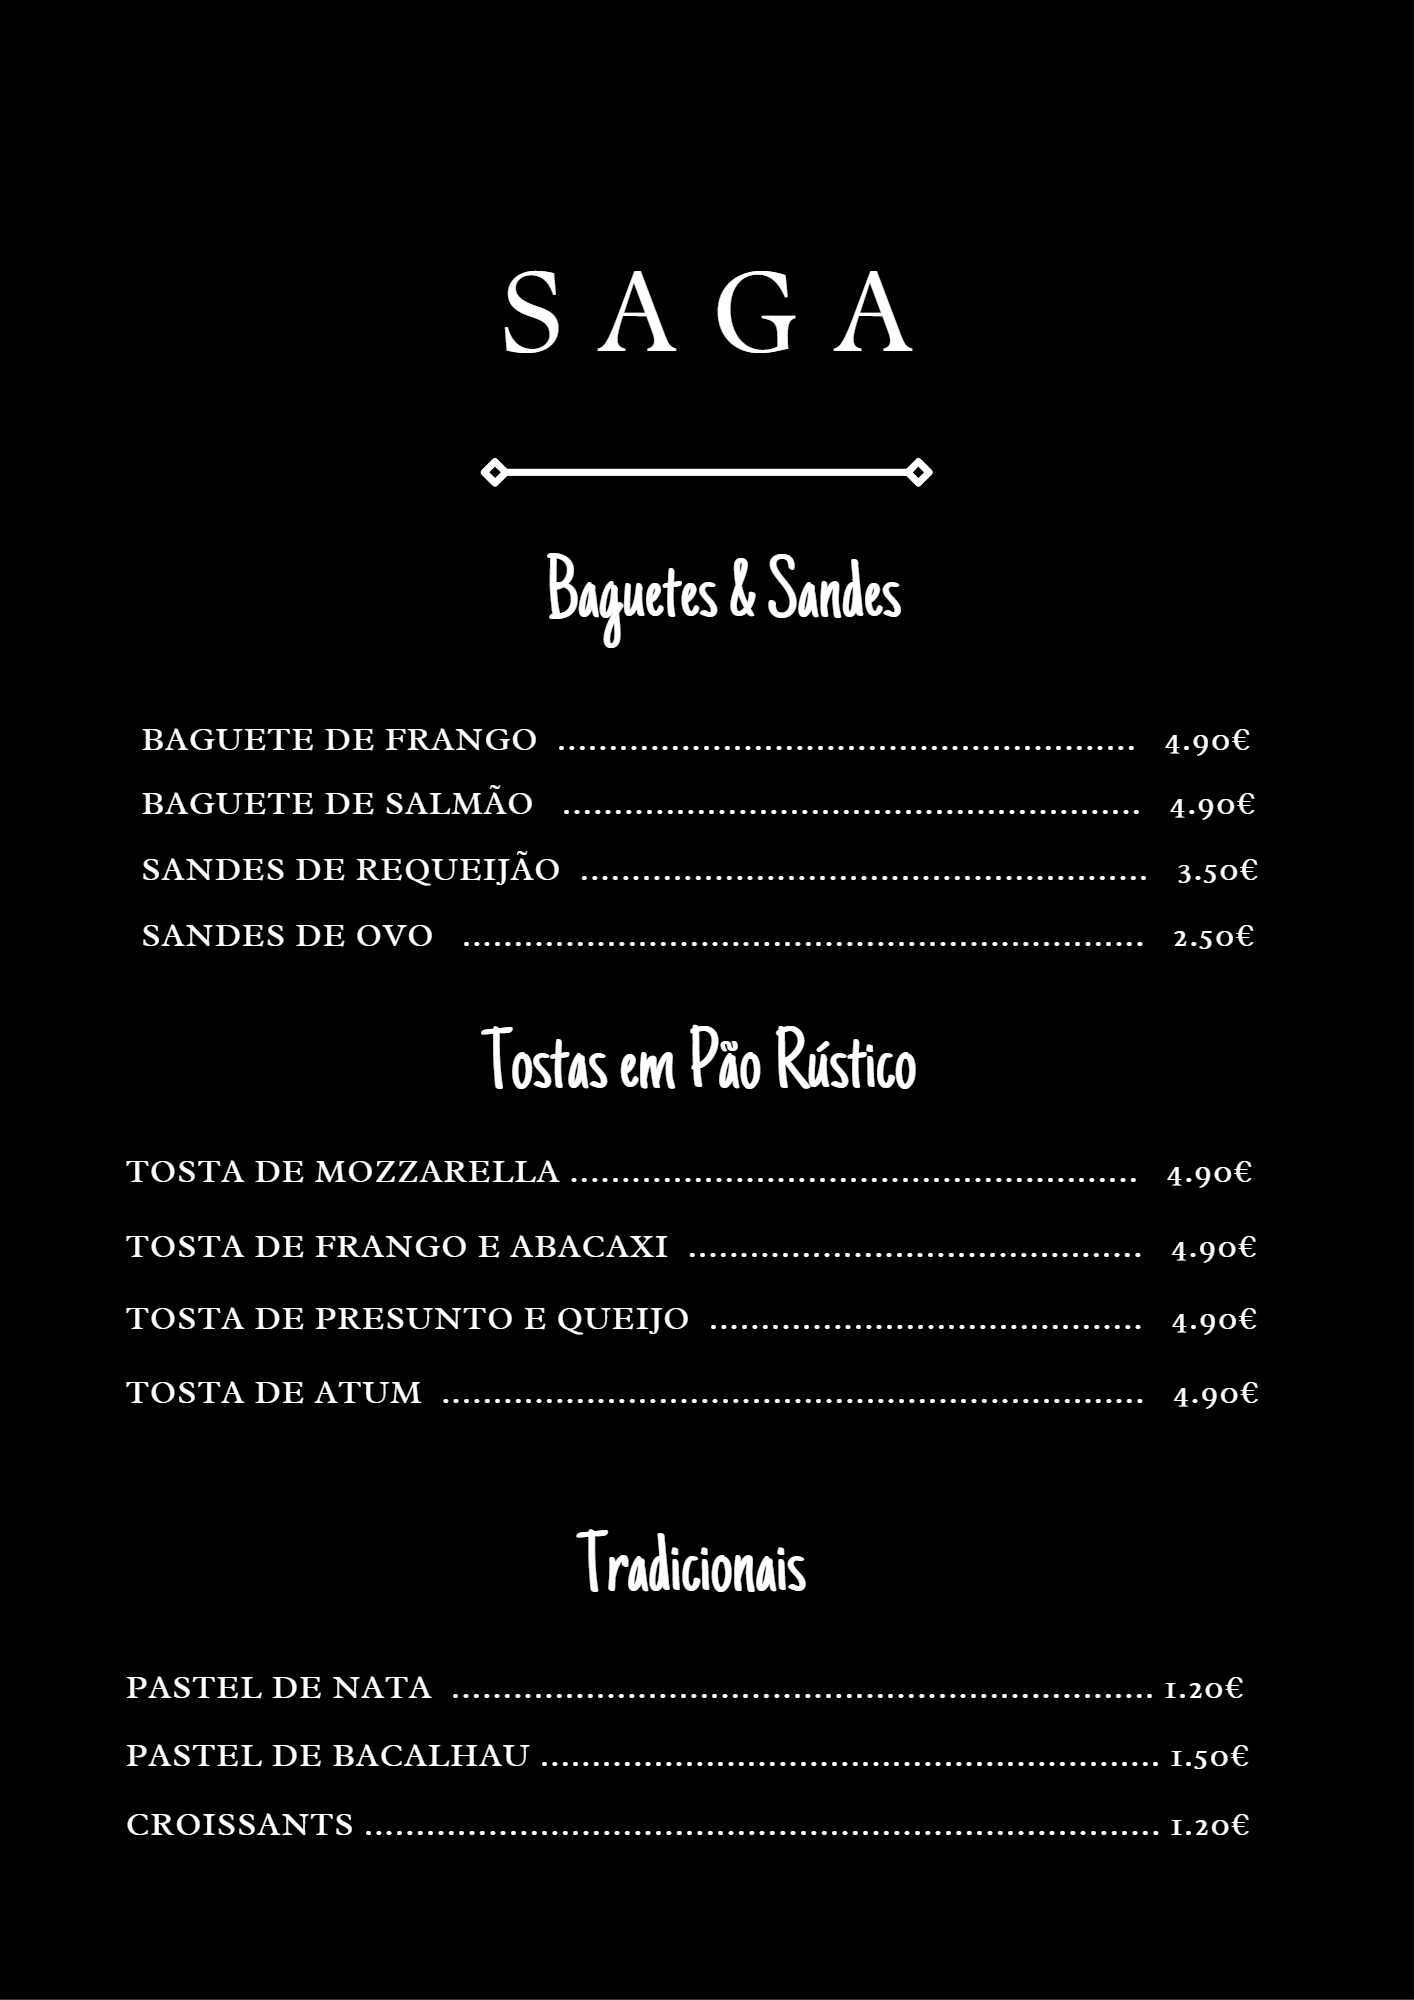 SAGA
Baguetes & Sandes
BAGUETE DE FRANGO ........................................................ 4.90€
BAGUETE DE SALMÃO ........................................................ 4.90€
SANDES DE REQUEIJÃO ....................................................... 3.50€
SANDES DE OVO .................................................................. 2.50€
Tostas em Pão Rústico
TOSTA DE MOZZARELLA ....................................................... 4.90€
TOSTA DE FRANGO E ABACAXI ............................................ 4.90€
TOSTA DE PRESUNTO E QUEIJO .......................................... 4.90€
TOSTA DE ATUM .................................................................... 4.90€
Tradicionais
PASTEL DE NATA .................................................................... 1.20€
PASTEL DE BACALHAU ............................................................ 1.50€
CROISSANTS ............................................................................. 1.20€